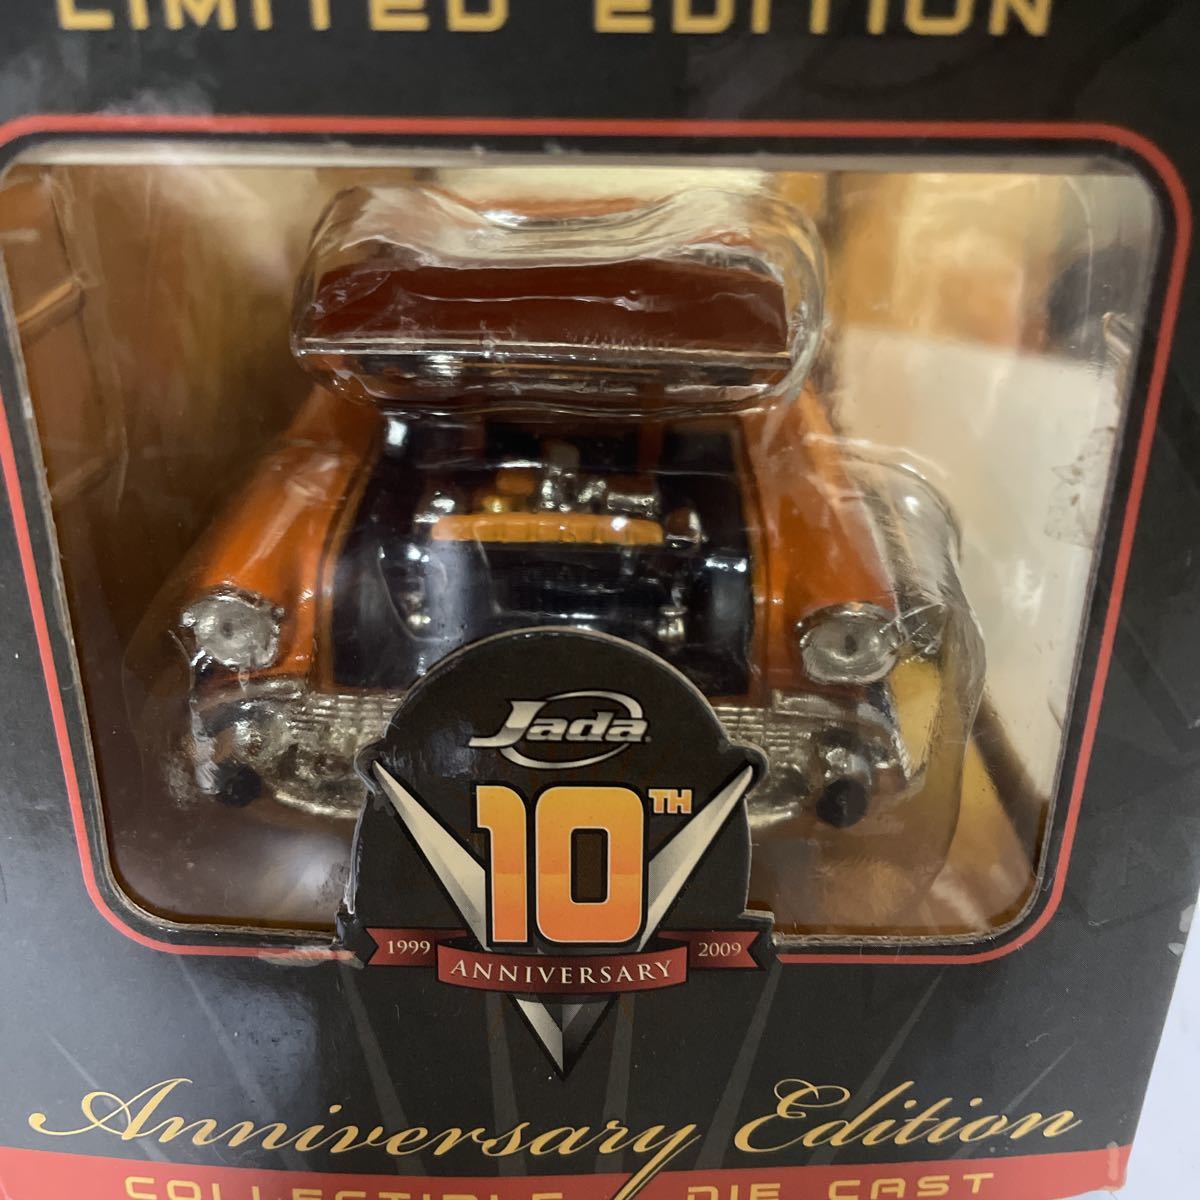 LIMITED EDITION
Jada
10TH
1999 2009
ANNIVERSARY
Anniversary Edition
COLLECTIBLE DIE CAST